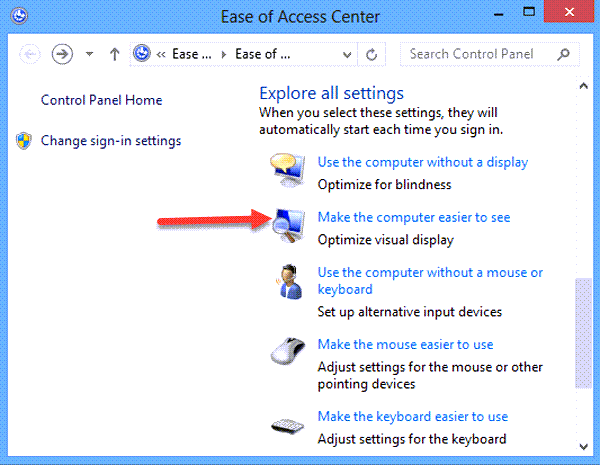 Ease of Access Center
« Ease ... Ease of ... Search Control Panel
Control Panel Home
Change sign-in settings
Explore all settings
When you select these settings, they will
automatically start each time you sign in.
Use the computer without a display
Optimize for blindness
Make the computer easier to see
Optimize visual display
Use the computer without a mouse or
keyboard
Set up alternative input devices
Make the mouse easier to use
Adjust settings for the mouse or other
pointing devices
Make the keyboard easier to use
Adjust settings for the keyboard